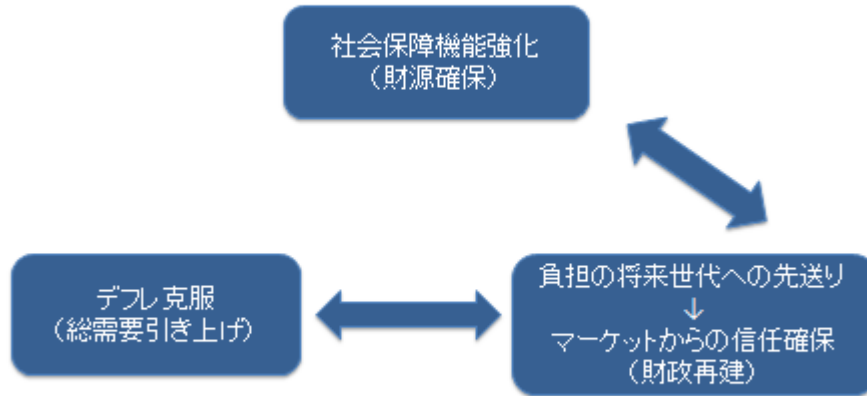 社会保障機能強化
（財源確保）
デフレ克服
（総需要引き上げ）
負担の将来世代への先送り
↓
マーケットからの信任確保
（財政再建）